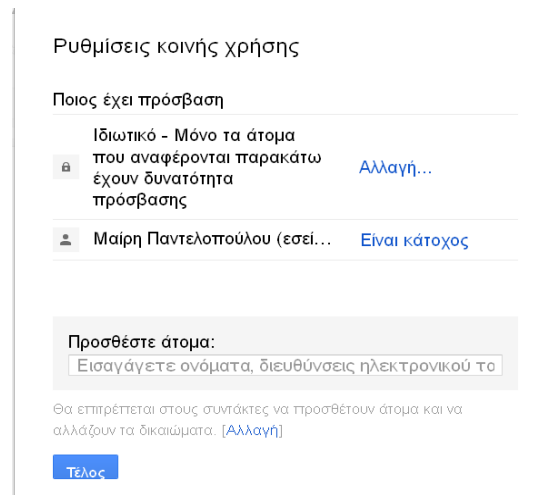 Ρυθμίσεις κοινής χρήσης
Ποιος έχει πρόσβαση
Ιδιωτικό - Μόνο τα άτομα
που αναφέρονται παρακάτω
έχουν δυνατότητα
πρόσβασης
Αλλαγή...
Μαίρη Παντελοπούλου (εσεί... Είναι κάτοχος
Προσθέστε άτομα:
Εισαγάγετε ονόματα, διευθύνσεις ηλεκτρονικού το
Θα επιτρέπεται στους συντάκτες να προσθέτουν άτομα και να
αλλάζουν τα δικαιώματα. [Αλλαγή]
Τέλος